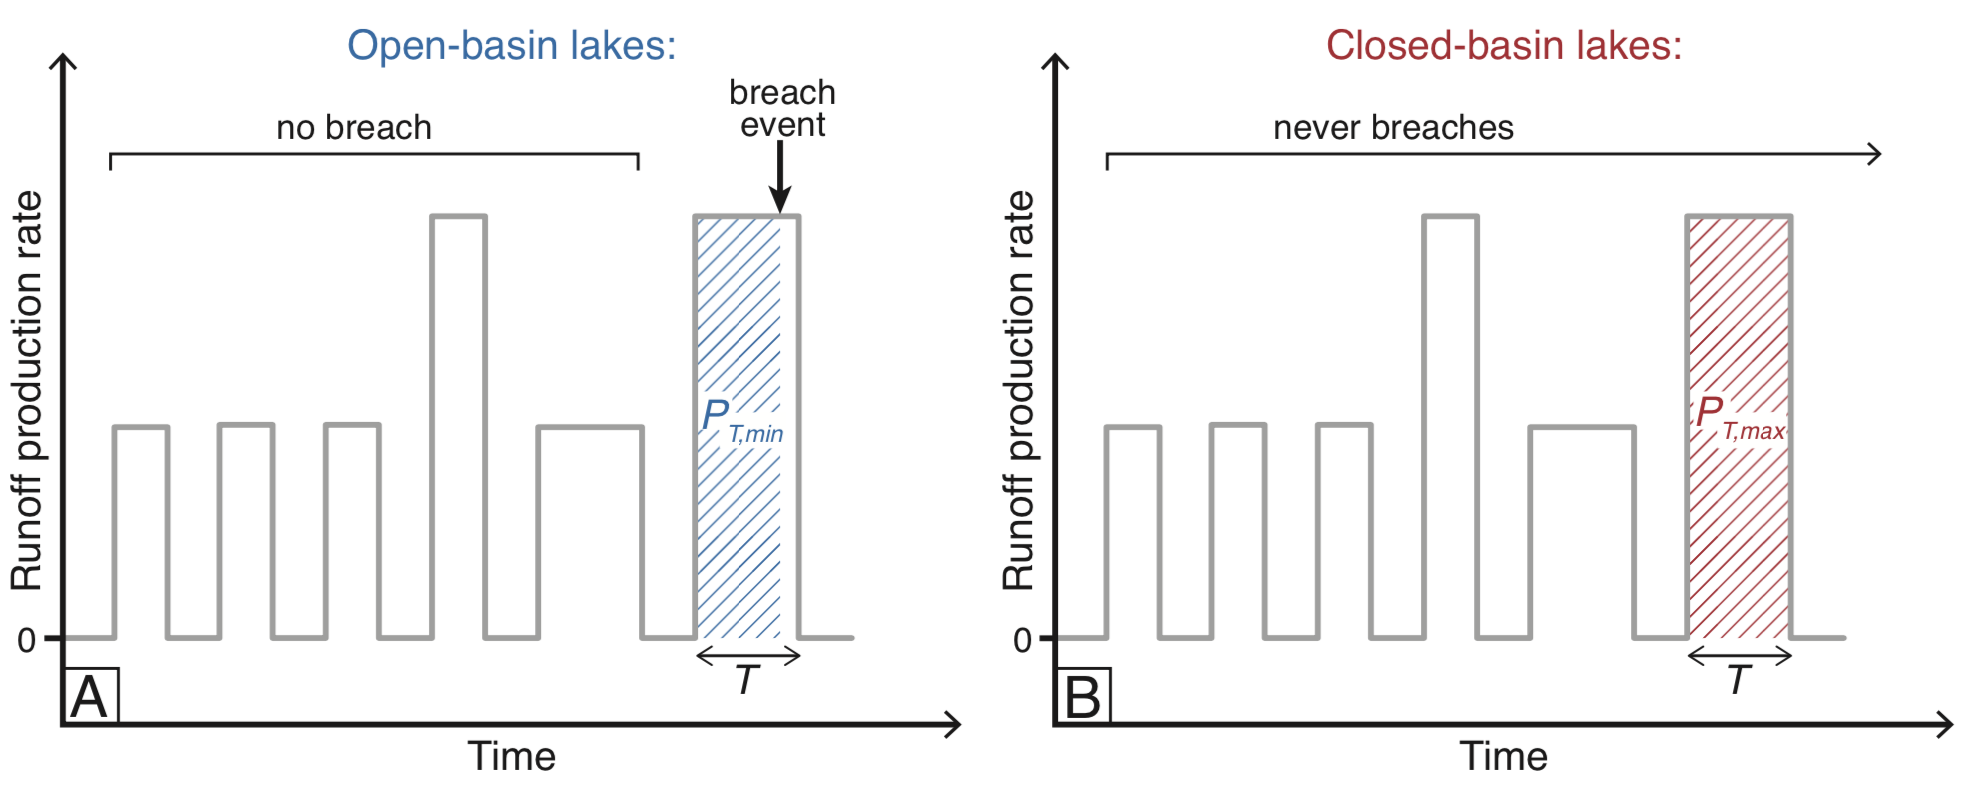 Open-basin lakes:
no breach
breach
event
Runoff production rate
P T,min
0
T
A
Time
Closed-basin lakes:
never breaches
Runoff production rate
P T,max
0
T
B
Time